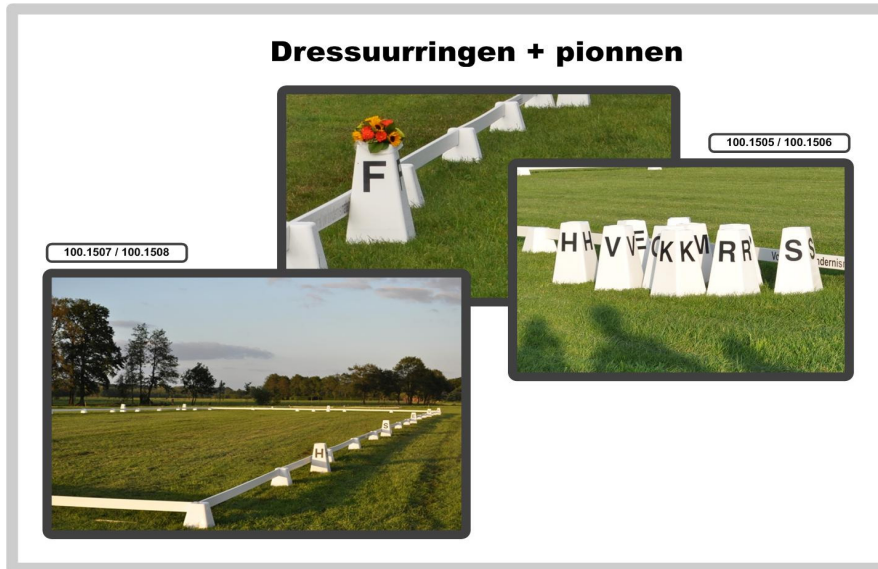 Dressuurringen + pionnen
100.1505 / 100.1506
F
H H V V E C K K M R R S S
100.1507 / 100.1508
H
S